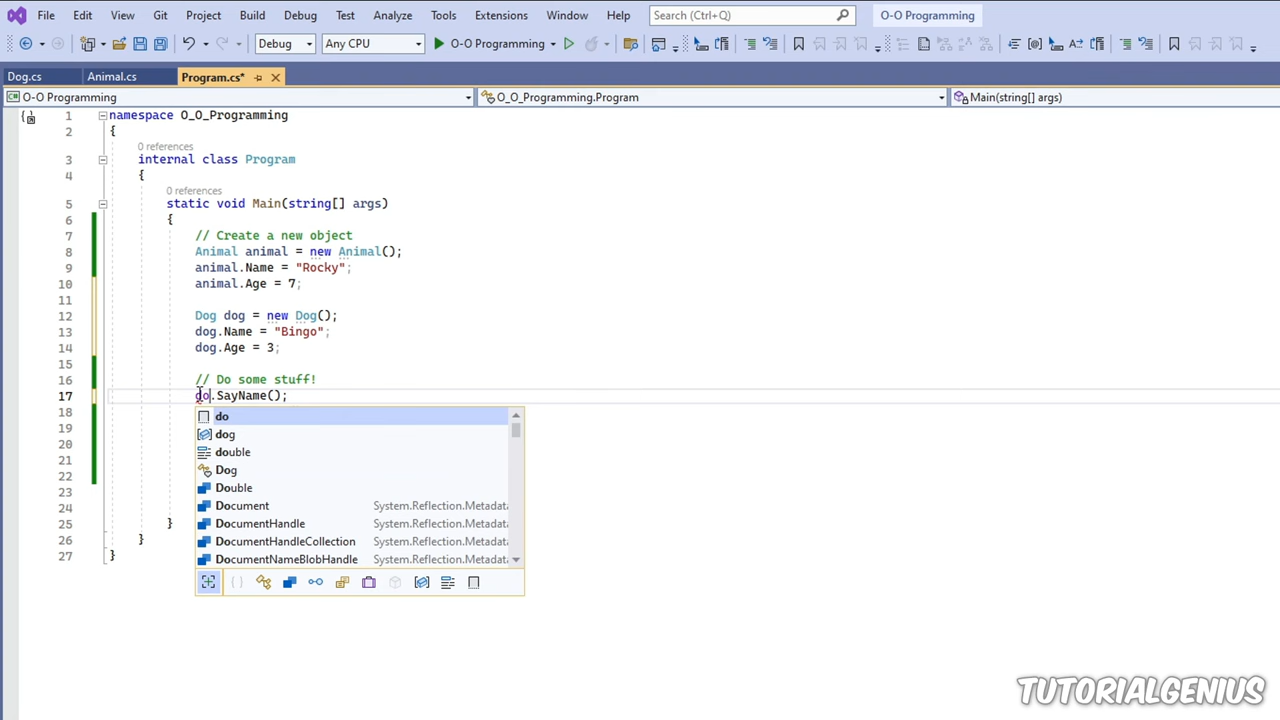 File Edit View Git Project Build Debug Test Analyze Tools Extensions Window Help Search (Ctrl+Q) O-O Programming
Debug Any CPU O-O Programming
Dog.cs Animal.cs Program.cs*
O-O Programming O_O_Programming.Program Main(string[] args)
1 namespace O_O_Programming
2 {
0 references
3 internal class Program
4 {
0 references
5 static void Main(string[] args)
6 {
7 // Create a new object
8 Animal animal = new Animal();
9 animal.Name = "Rocky";
10 animal.Age = 7;
11
12 Dog dog = new Dog();
13 dog.Name = "Bingo";
14 dog.Age = 3;
15
16 // Do some stuff!
17 do.SayName();
18 do
19 dog
20 double
21 Dog
22 Double
23 Document System.Reflection.Metadata
24 DocumentHandle System.Reflection.Metadata
25 } DocumentHandleCollection System.Reflection.Metadata
26 } DocumentNameBlobHandle System.Reflection.Metadata
27 }
TUTORIALGENIUS